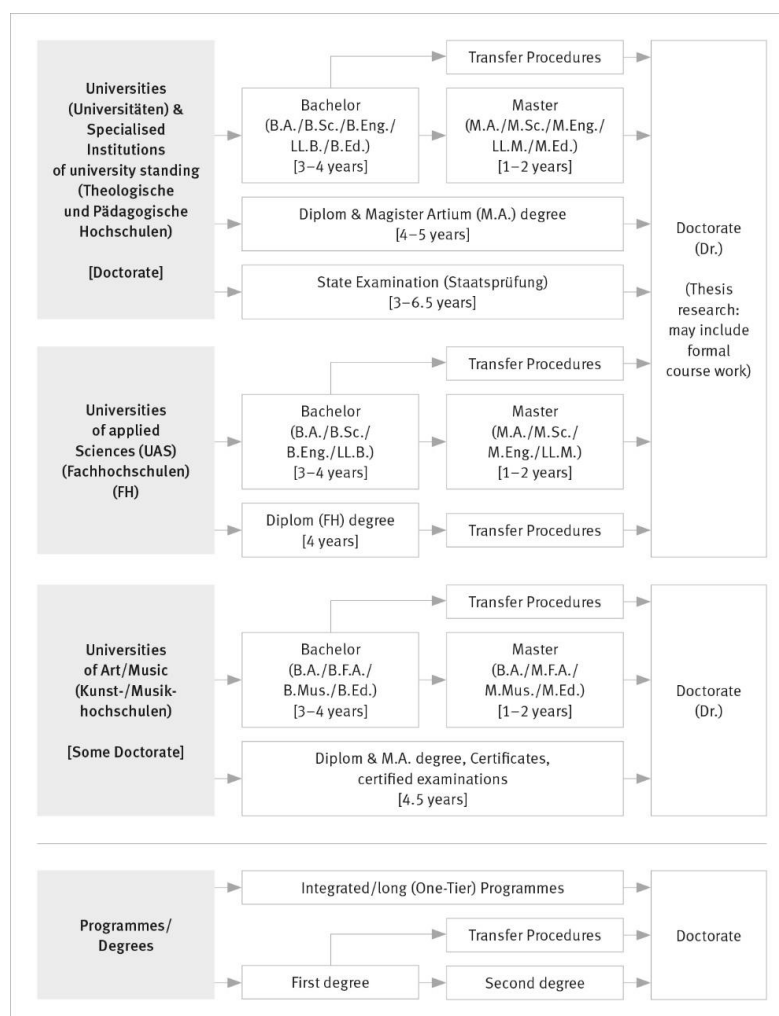 Universities
(Universitäten) &
Specialised
Institutions
of university standing
(Theologische
und Pädagogische
Hochschulen)
[Doctorate]
Transfer Procedures
Bachelor
(B.A./B.Sc./B.Eng./
LL.B./B.Ed.)
[3–4 years]
Master
(M.A./M.Sc./M.Eng./
LL.M./M.Ed.)
[1–2 years]
Diplom & Magister Artium (M.A.) degree
[4–5 years]
State Examination (Staatsprüfung)
[3–6.5 years]
Doctorate
(Dr.)
(Thesis
research:
may include
formal
course work)
Universities
of applied
Sciences (UAS)
(Fachhochschulen)
(FH)
Transfer Procedures
Bachelor
(B.A./B.Sc./
B.Eng./LL.B.)
[3–4 years]
Master
(M.A./M.Sc./
M.Eng./LL.M.)
[1–2 years]
Diplom (FH) degree
[4 years]
Transfer Procedures
Universities
of Art/Music
(Kunst-/Musik-
hochschulen)
[Some Doctorate]
Transfer Procedures
Bachelor
(B.A./B.F.A./
B.Mus./B.Ed.)
[3–4 years]
Master
(B.A./M.F.A./
M.Mus./M.Ed.)
[1–2 years]
Diplom & M.A. degree, Certificates,
certified examinations
[4.5 years]
Doctorate
(Dr.)
Programmes/
Degrees
Integrated/long (One-Tier) Programmes
Transfer Procedures
First degree
Second degree
Doctorate